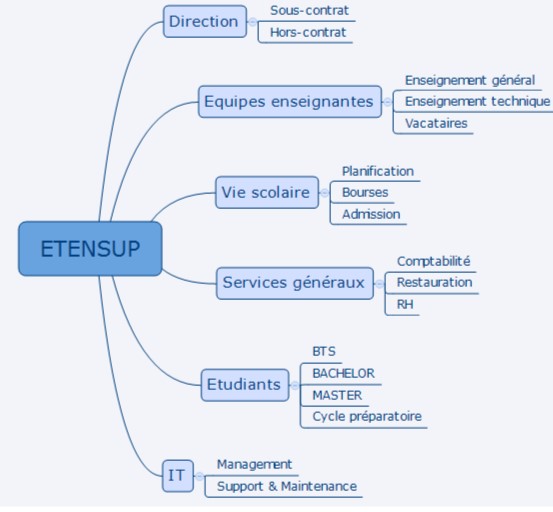 Direction
Sous-contrat
Hors-contrat
Equipes enseignantes
Enseignement général
Enseignement technique
Vacataires
Vie scolaire
Planification
Bourses
Admission
ETENSUP
Services généraux
Comptabilité
Restauration
RH
Etudiants
BTS
BACHELOR
MASTER
Cycle préparatoire
IT
Management
Support & Maintenance